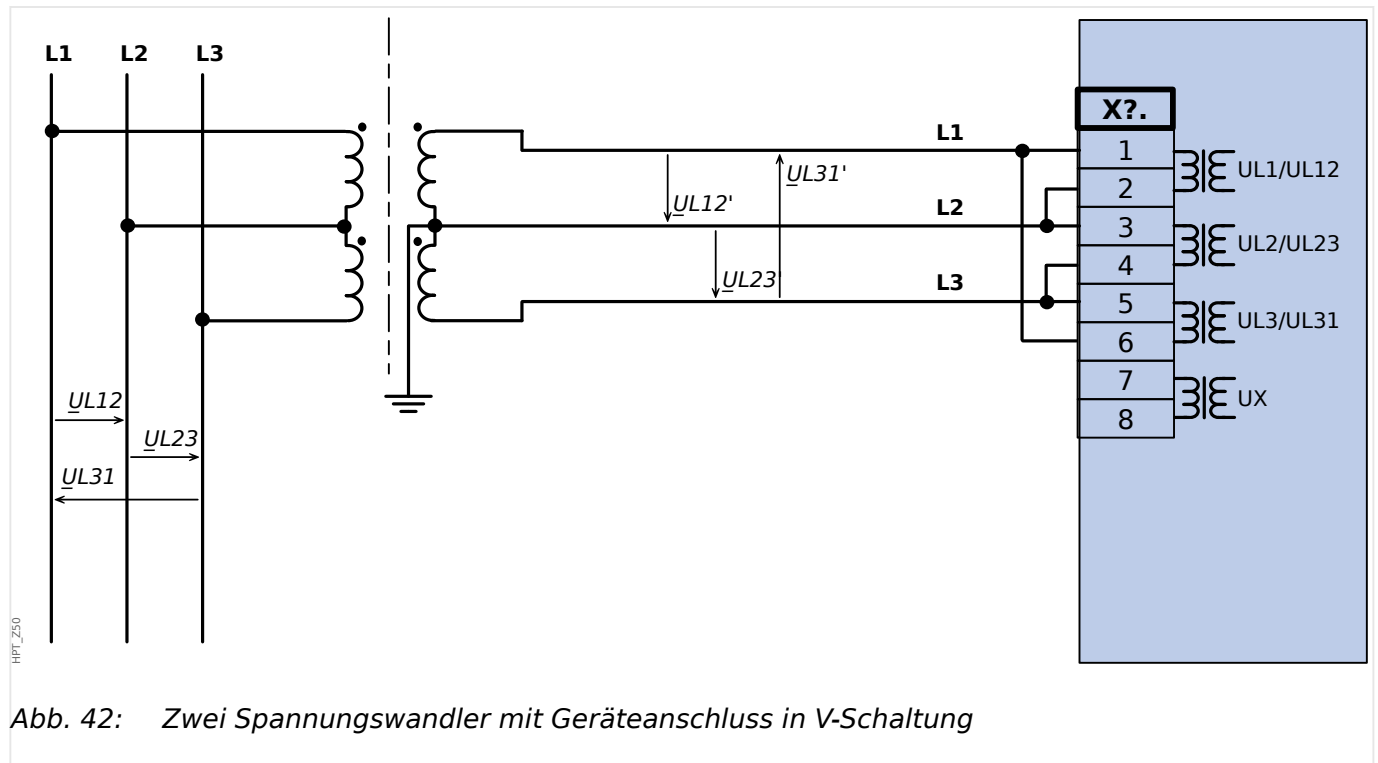 L1 L2 L3
X?.
L1
1
UL1/UL12
UL31'
2
UL12'
L2
3
UL2/UL23
4
UL23'
L3
5
UL3/UL31
6
7
UX
UL12
8
UL23
UL31
HPT_Z50
Abb. 42: Zwei Spannungswandler mit Geräteanschluss in V-Schaltung